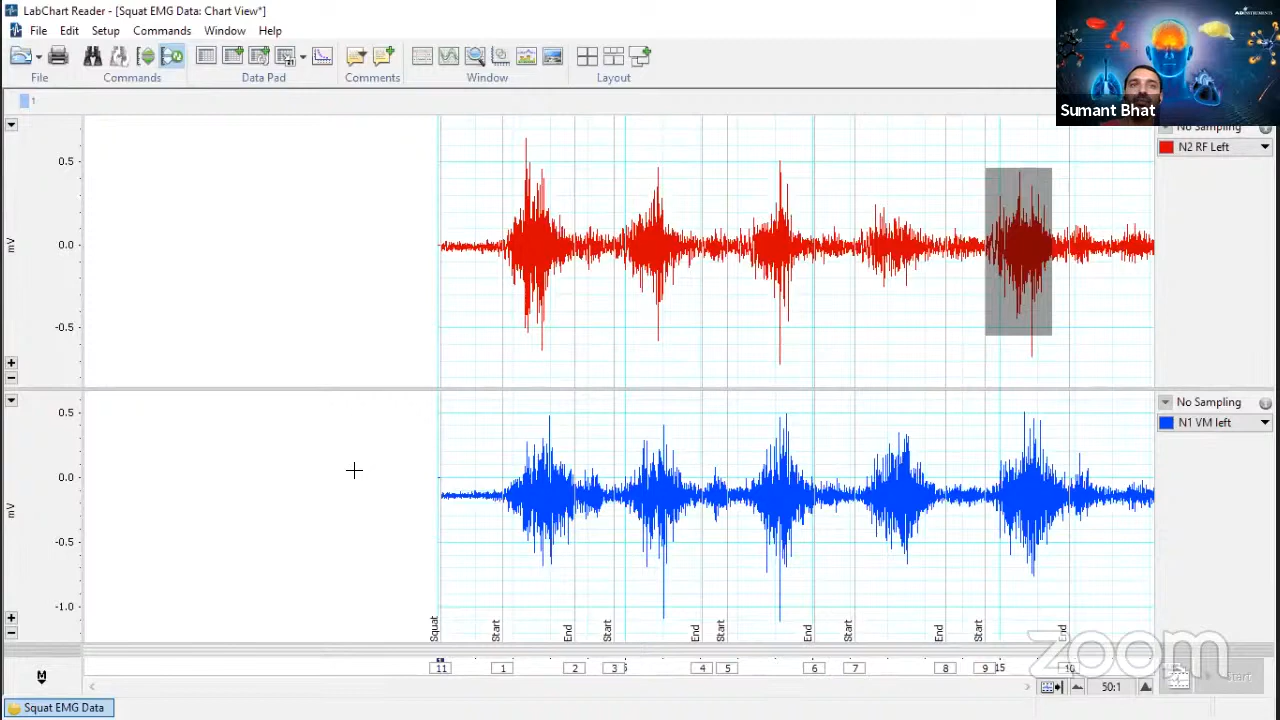 LabChart Reader - [Squat EMG Data: Chart View*]
File Edit Setup Commands Window Help
File Commands Data Pad Comments Window Layout
ADINSTRUMENTS
Sumant Bhat
1
No Sampling
N2 RF Left
0.5
0.0
-0.5
mV
No Sampling
N1 VM left
0.5
0.0
-0.5
-1.0
mV
Squat Start End Start End Start End Start End Start End
11 1 2 3 4 5 6 7 8 9 15 10
M
50:1
Start
zoom
Squat EMG Data